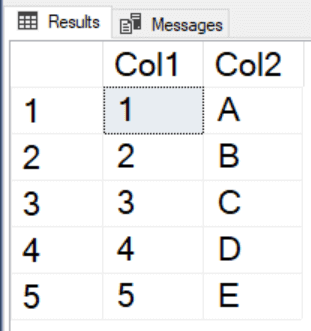 Results Messages
Col1 Col2
1 1 A
2 2 B
3 3 C
4 4 D
5 5 E